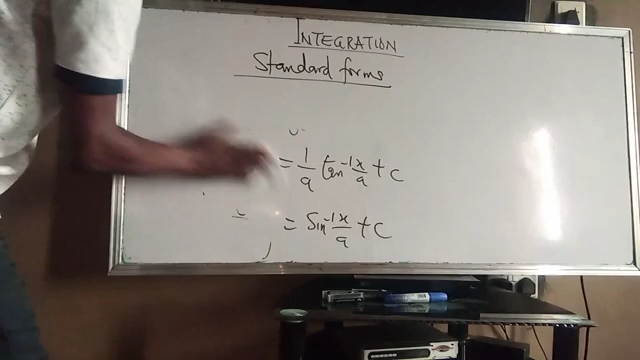 INTEGRATION
Standard forms
= 1/a tan⁻¹ x/a + c
= Sin⁻¹ x/a + c